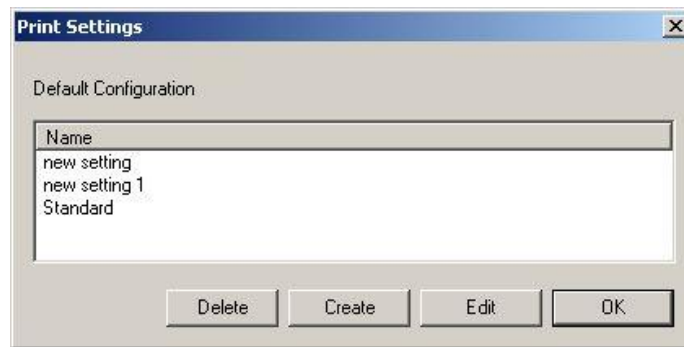 Print Settings
Default Configuration
Name
new setting
new setting 1
Standard
Delete Create Edit OK